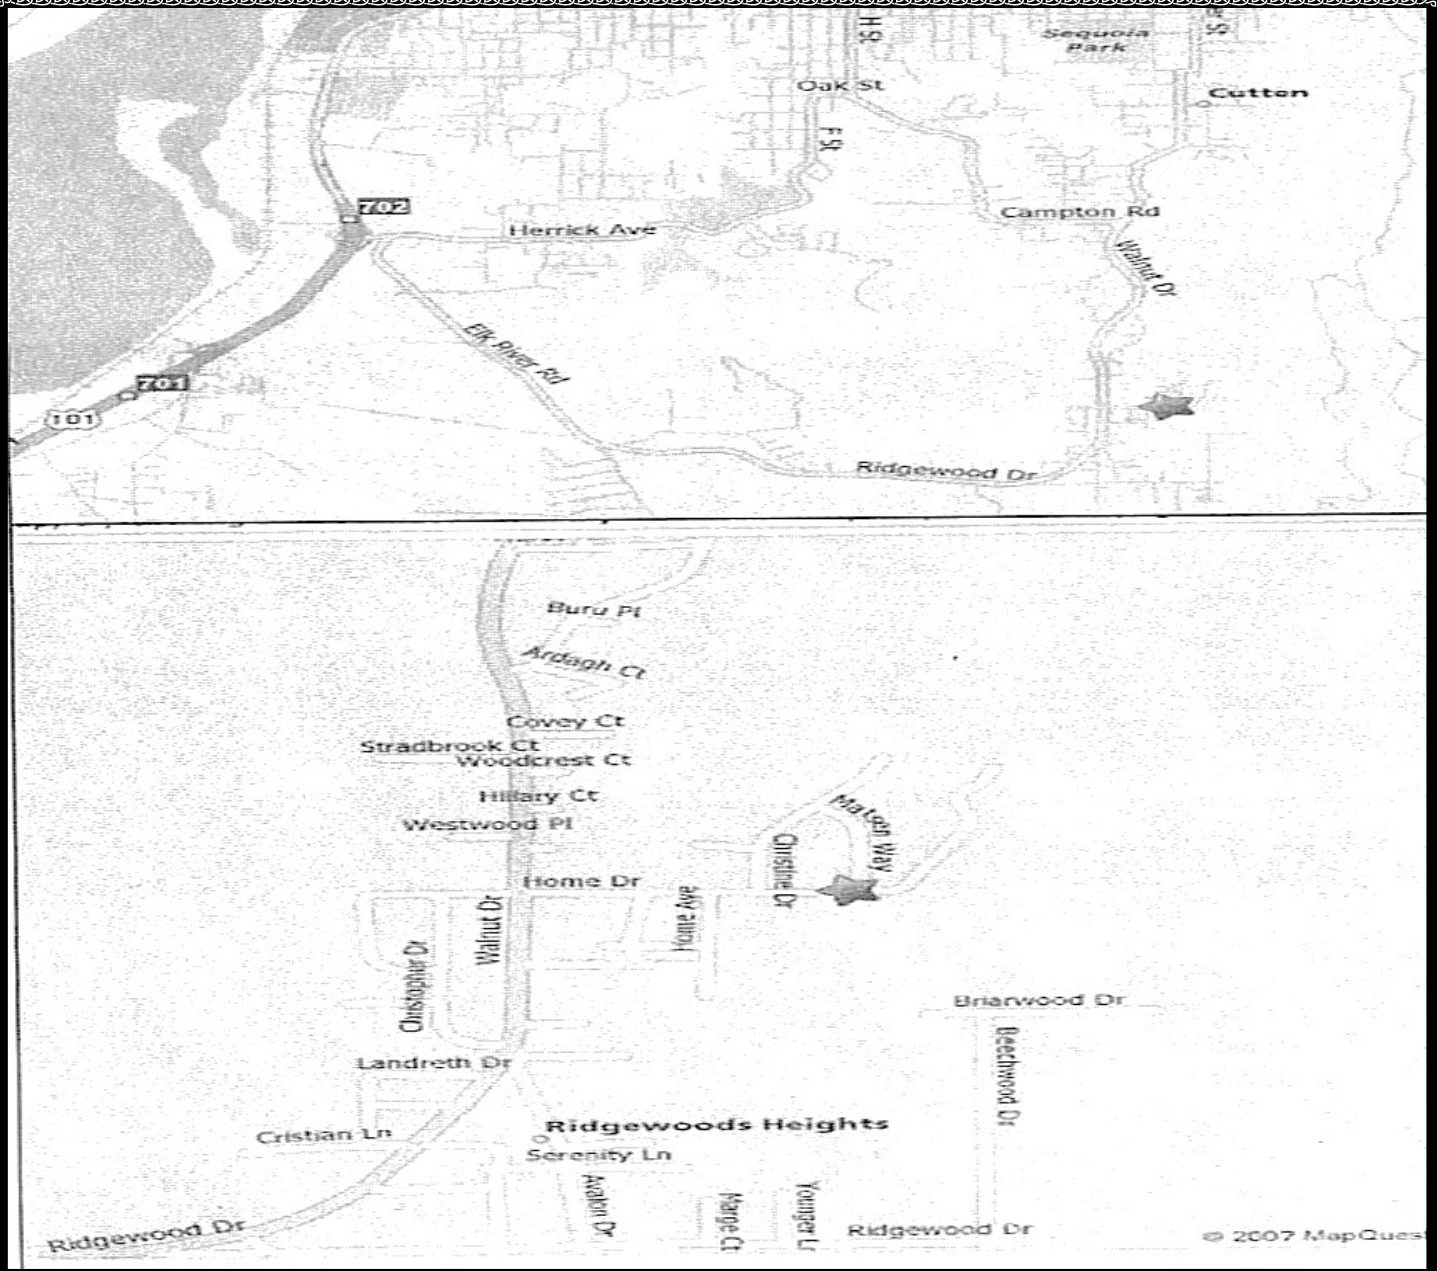 H St
Sequoia
Park
Oak St
Cutten
F St
702
Campton Rd
Herrick Ave
Walnut Dr
Elk River Rd
701
101
Ridgewood Dr
Buru Pl
Ardagh Ct
Covey Ct
Stradbrook Ct
Woodcrest Ct
Hillary Ct
Westwood Pl
Matgen Way
Christine Dr
Home Dr
Home Ave
Walnut Dr
Christopher Dr
Briarwood Dr
Beechwood Dr
Landreth Dr
Ridgewoods Heights
Cristian Ln
Serenity Ln
Avalon Dr
Marge Ct
Younger Ln
Ridgewood Dr
Ridgewood Dr
© 2007 MapQuest